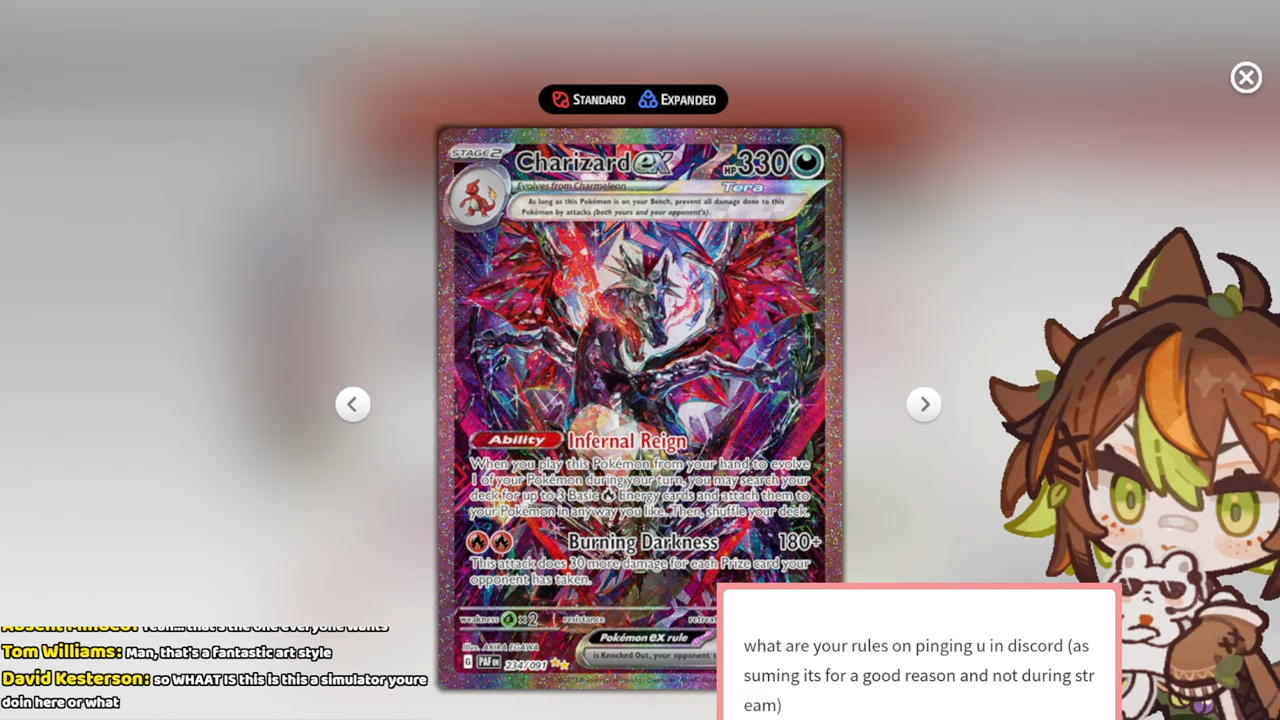 STANDARD EXPANDED
STAGE2 Charizard ex HP 330
Evolves from Charmeleon Tera
As long as this Pokémon is on your Bench, prevent all damage done to this
Pokémon by attacks (both yours and your opponent's).
Ability Infernal Reign
When you play this Pokémon from your hand to evolve
1 of your Pokémon during your turn, you may search your
deck for up to 3 Basic Energy cards and attach them to
your Pokémon in any way you like. Then, shuffle your deck.
Burning Darkness 180+
This attack does 30 more damage for each Prize card your
opponent has taken.
weakness ×2 resistance retreat
Pokémon ex rule
Illus. AKIRA EGAWA
is Knocked Out, your opponent
G PAF EN 234/091
Tom Williams: Man, that's a fantastic art style
David Kesterson: so WHAAT IS this is this a simulator youre
doin here or what
what are your rules on pinging u in discord (as
suming its for a good reason and not during str
eam)